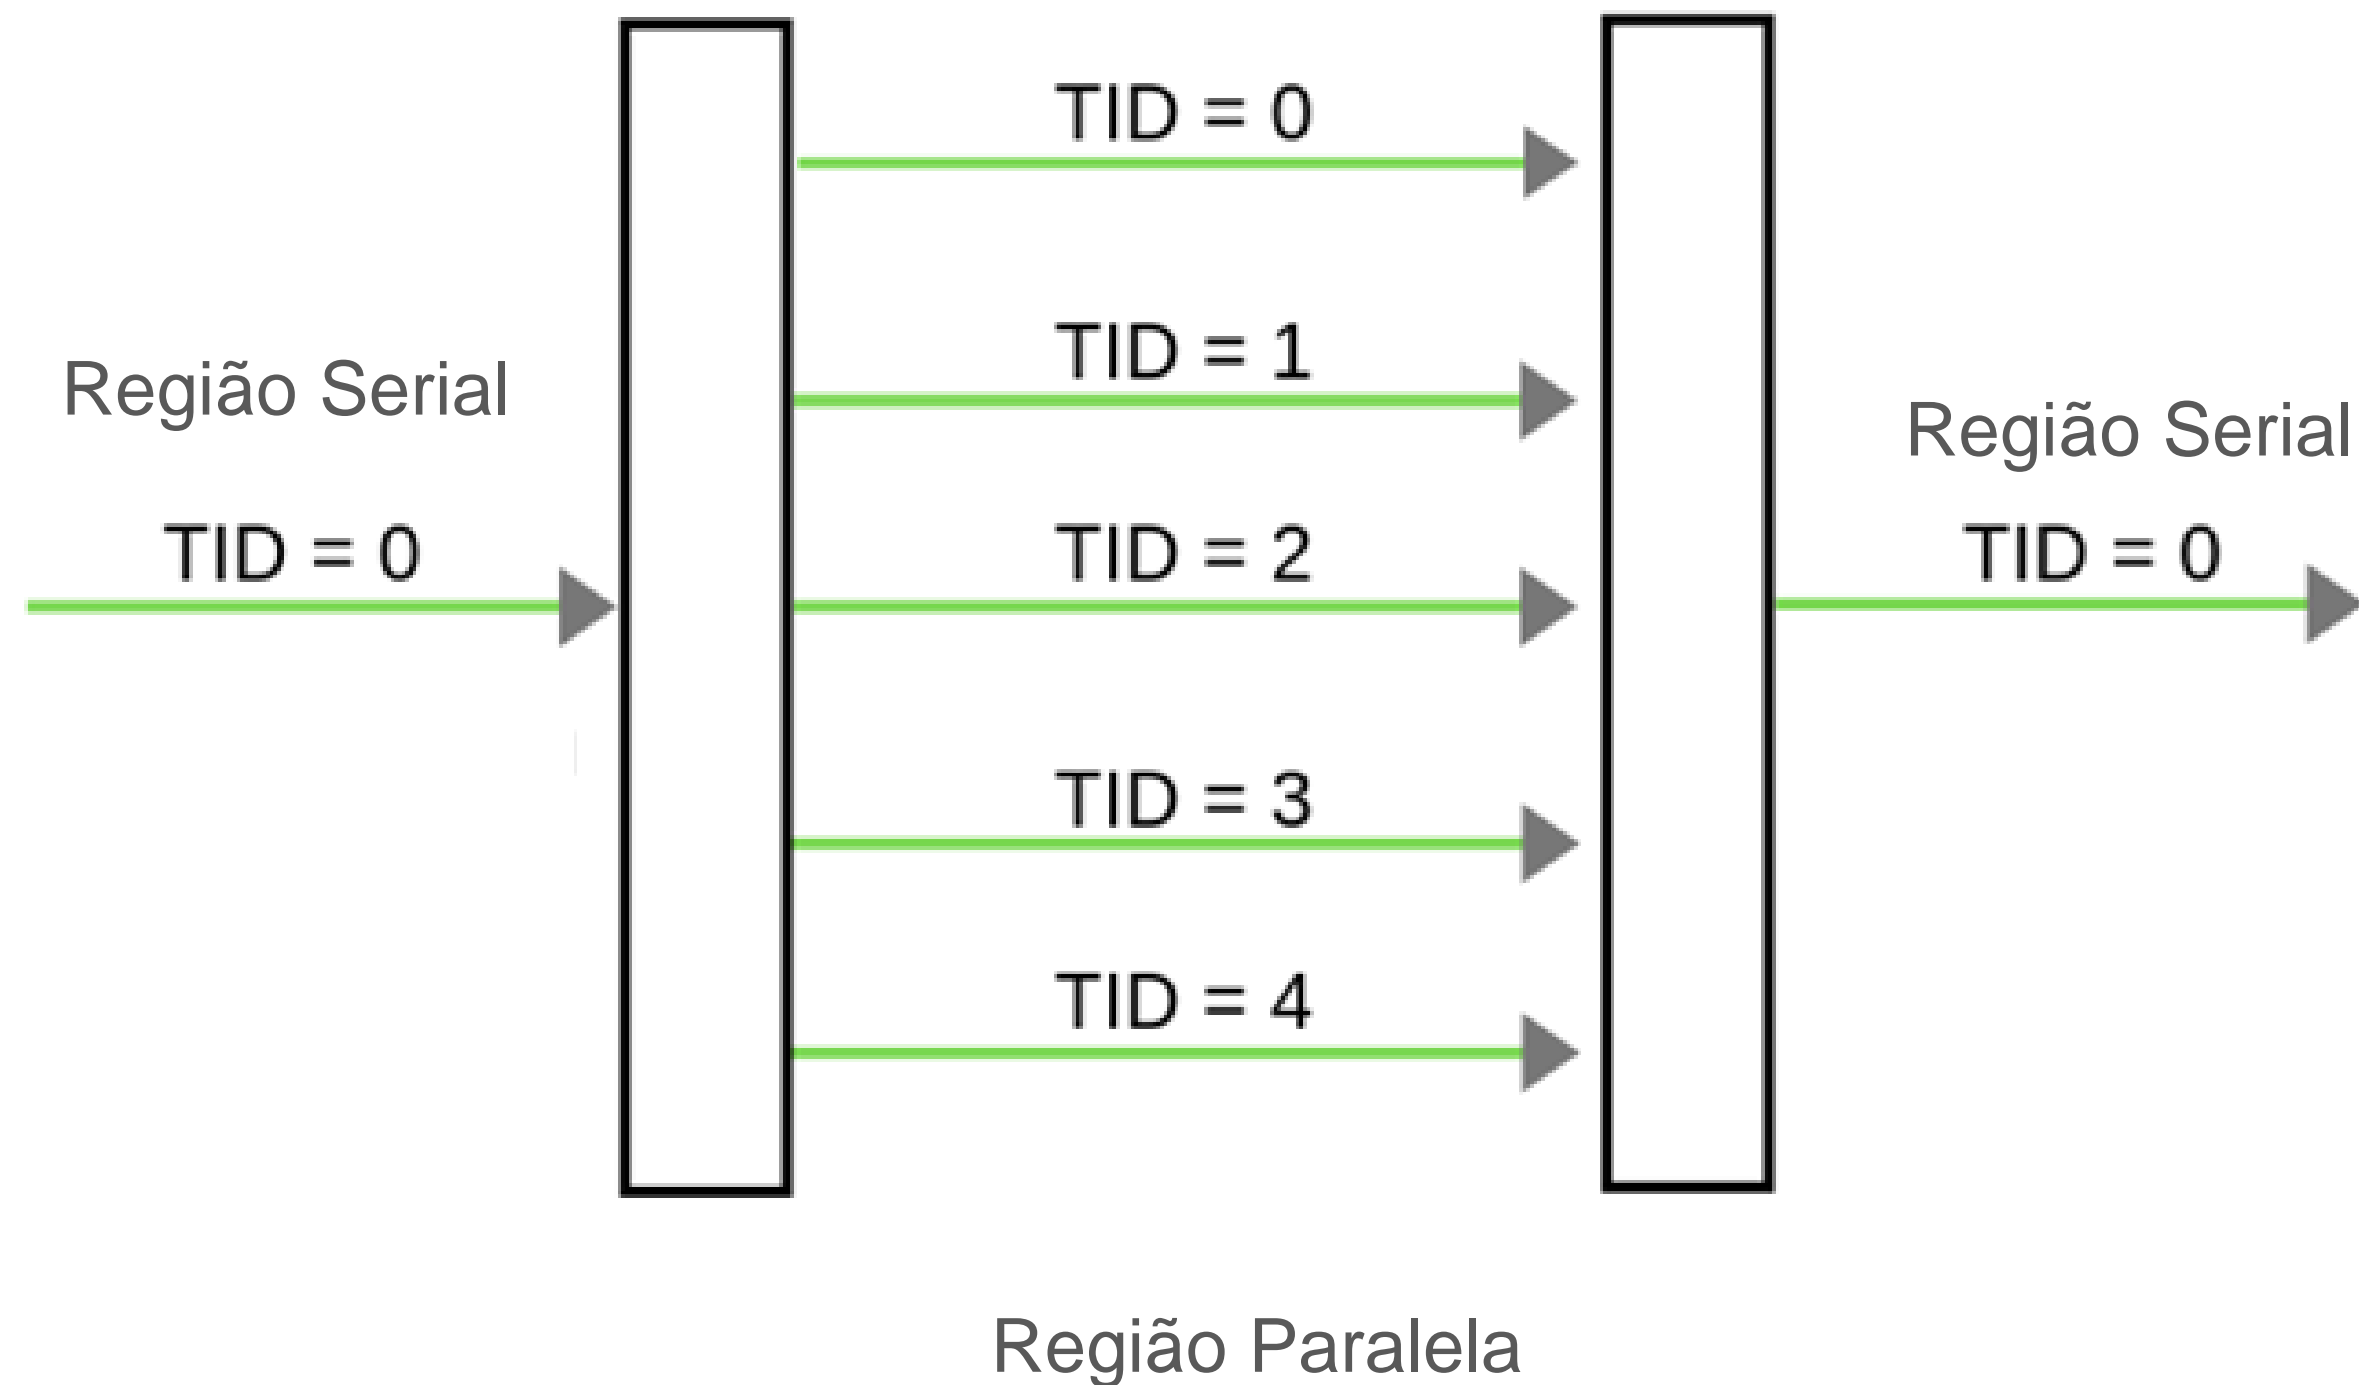 TID = 0
TID = 1
Região Serial
Região Serial
TID = 0
TID = 2
TID = 0
TID = 3
TID = 4
Região Paralela